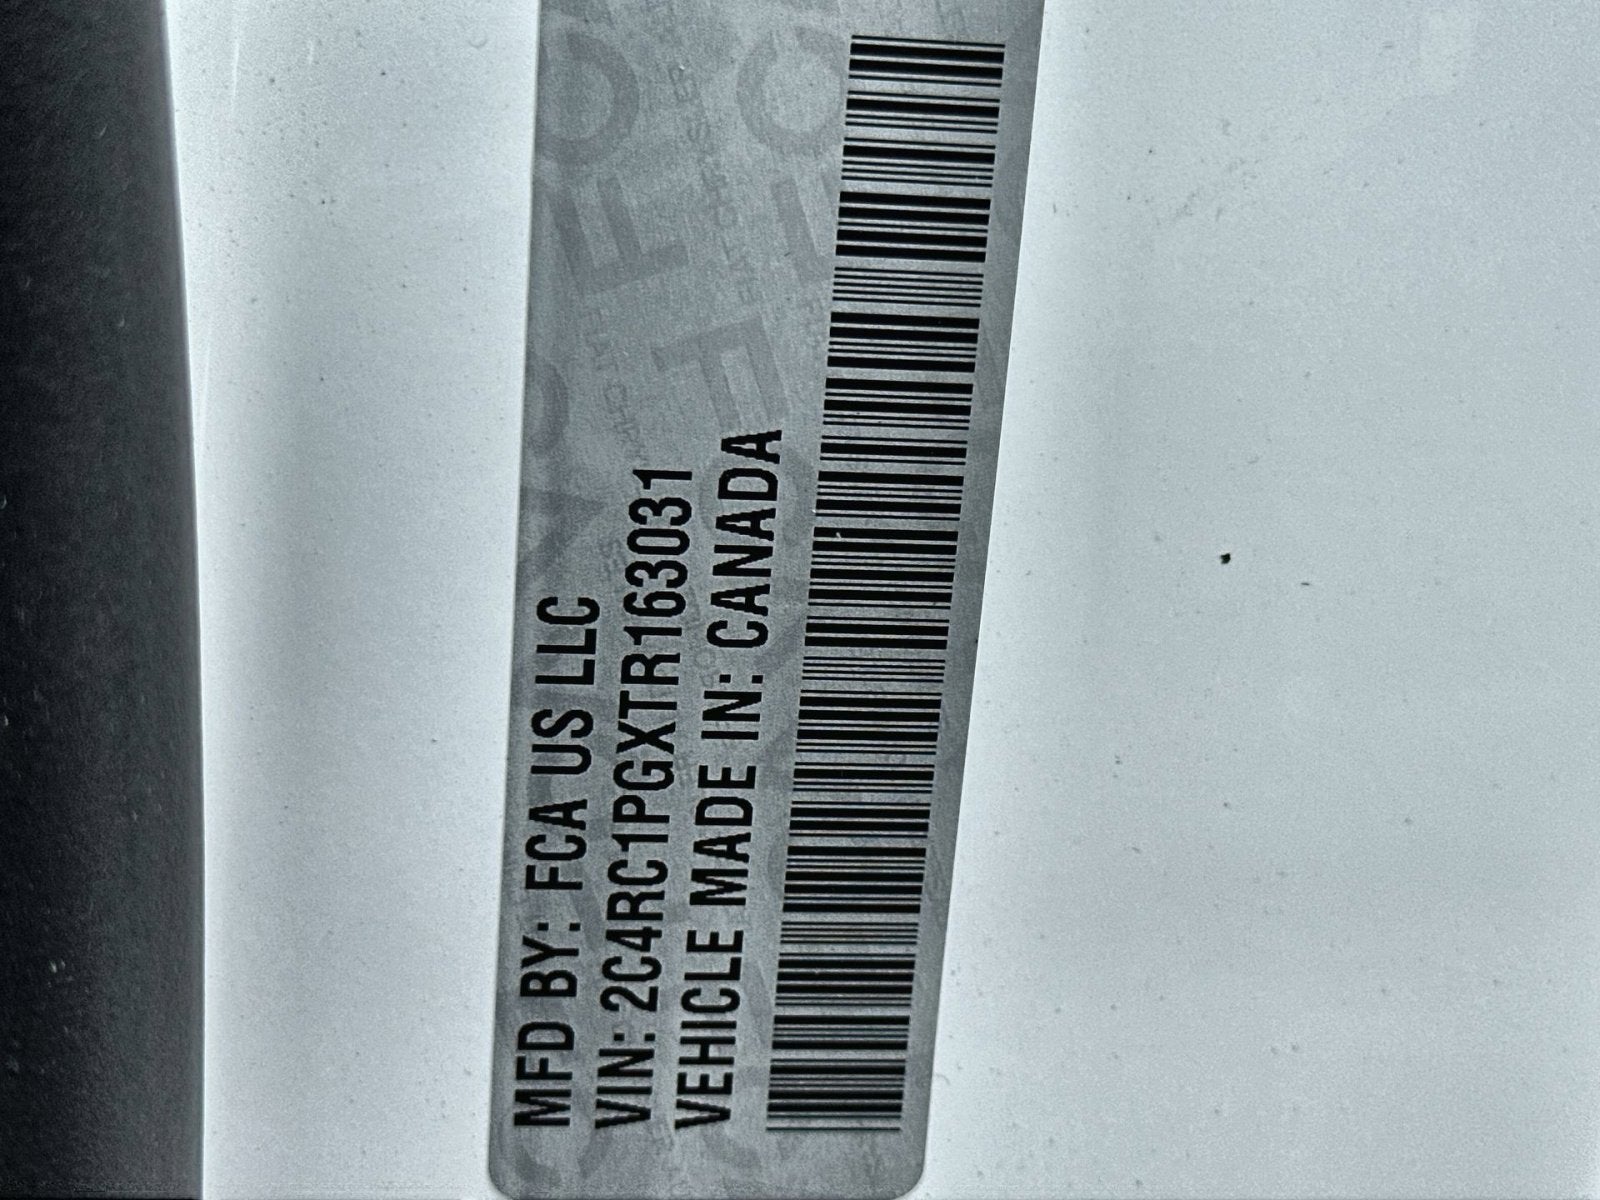 MFD BY: FCA US LLC
VIN: 2C4RC1PGXTR163031
VEHICLE MADE IN: CANADA